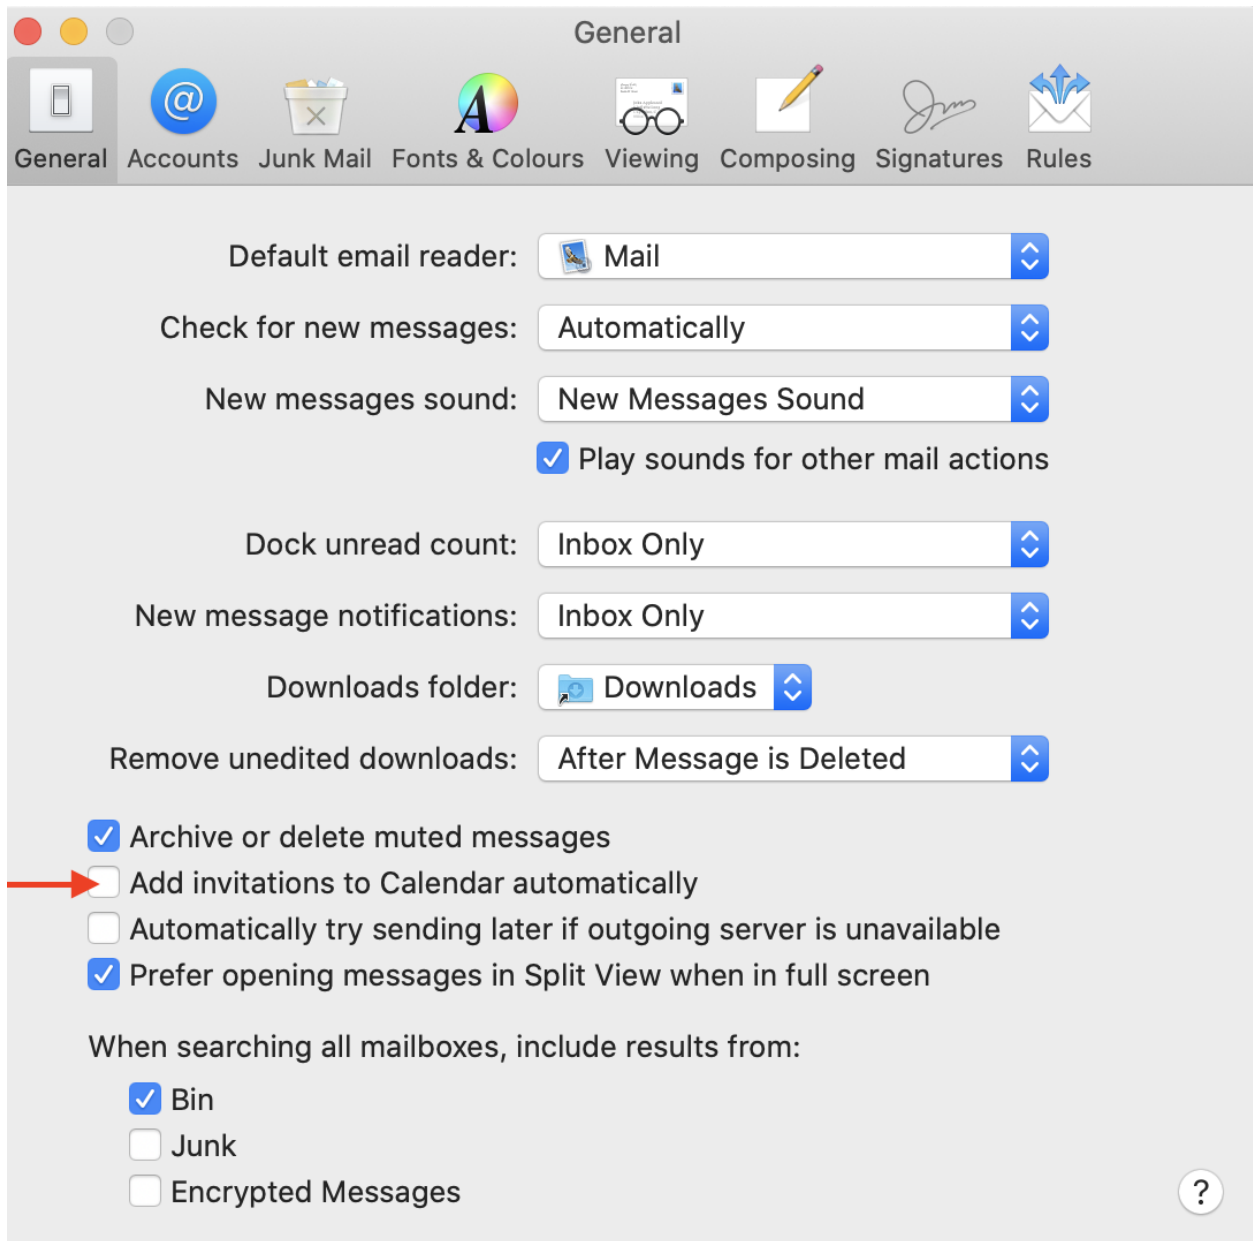 General
General Accounts Junk Mail Fonts & Colours Viewing Composing Signatures Rules
Default email reader: Mail
Check for new messages: Automatically
New messages sound: New Messages Sound
Play sounds for other mail actions
Dock unread count: Inbox Only
New message notifications: Inbox Only
Downloads folder: Downloads
Remove unedited downloads: After Message is Deleted
Archive or delete muted messages
Add invitations to Calendar automatically
Automatically try sending later if outgoing server is unavailable
Prefer opening messages in Split View when in full screen
When searching all mailboxes, include results from:
Bin
Junk
Encrypted Messages
?